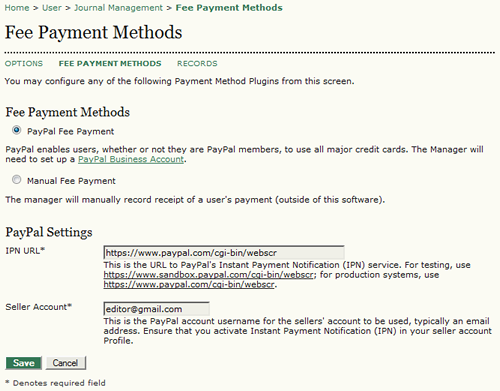 Home > User > Journal Management > Fee Payment Methods
Fee Payment Methods
OPTIONS FEE PAYMENT METHODS RECORDS
You may configure any of the following Payment Method Plugins from this screen.
Fee Payment Methods
PayPal Fee Payment
PayPal enables users, whether or not they are PayPal members, to use all major credit cards. The Manager will
need to set up a PayPal Business Account.
Manual Fee Payment
The manager will manually record receipt of a user's payment (outside of this software).
PayPal Settings
IPN URL* https://www.paypal.com/cgi-bin/webscr
This is the URL to PayPal's Instant Payment Notification (IPN) service. For testing, use
https://www.sandbox.paypal.com/cgi-bin/webscr; for production systems, use
https://www.paypal.com/cgi-bin/webscr.
Seller Account* editor@gmail.com
This is the PayPal account username for the sellers' account to be used, typically an email
address. Ensure that you activate Instant Payment Notification (IPN) in your seller account
Profile.
Save Cancel
* Denotes required field